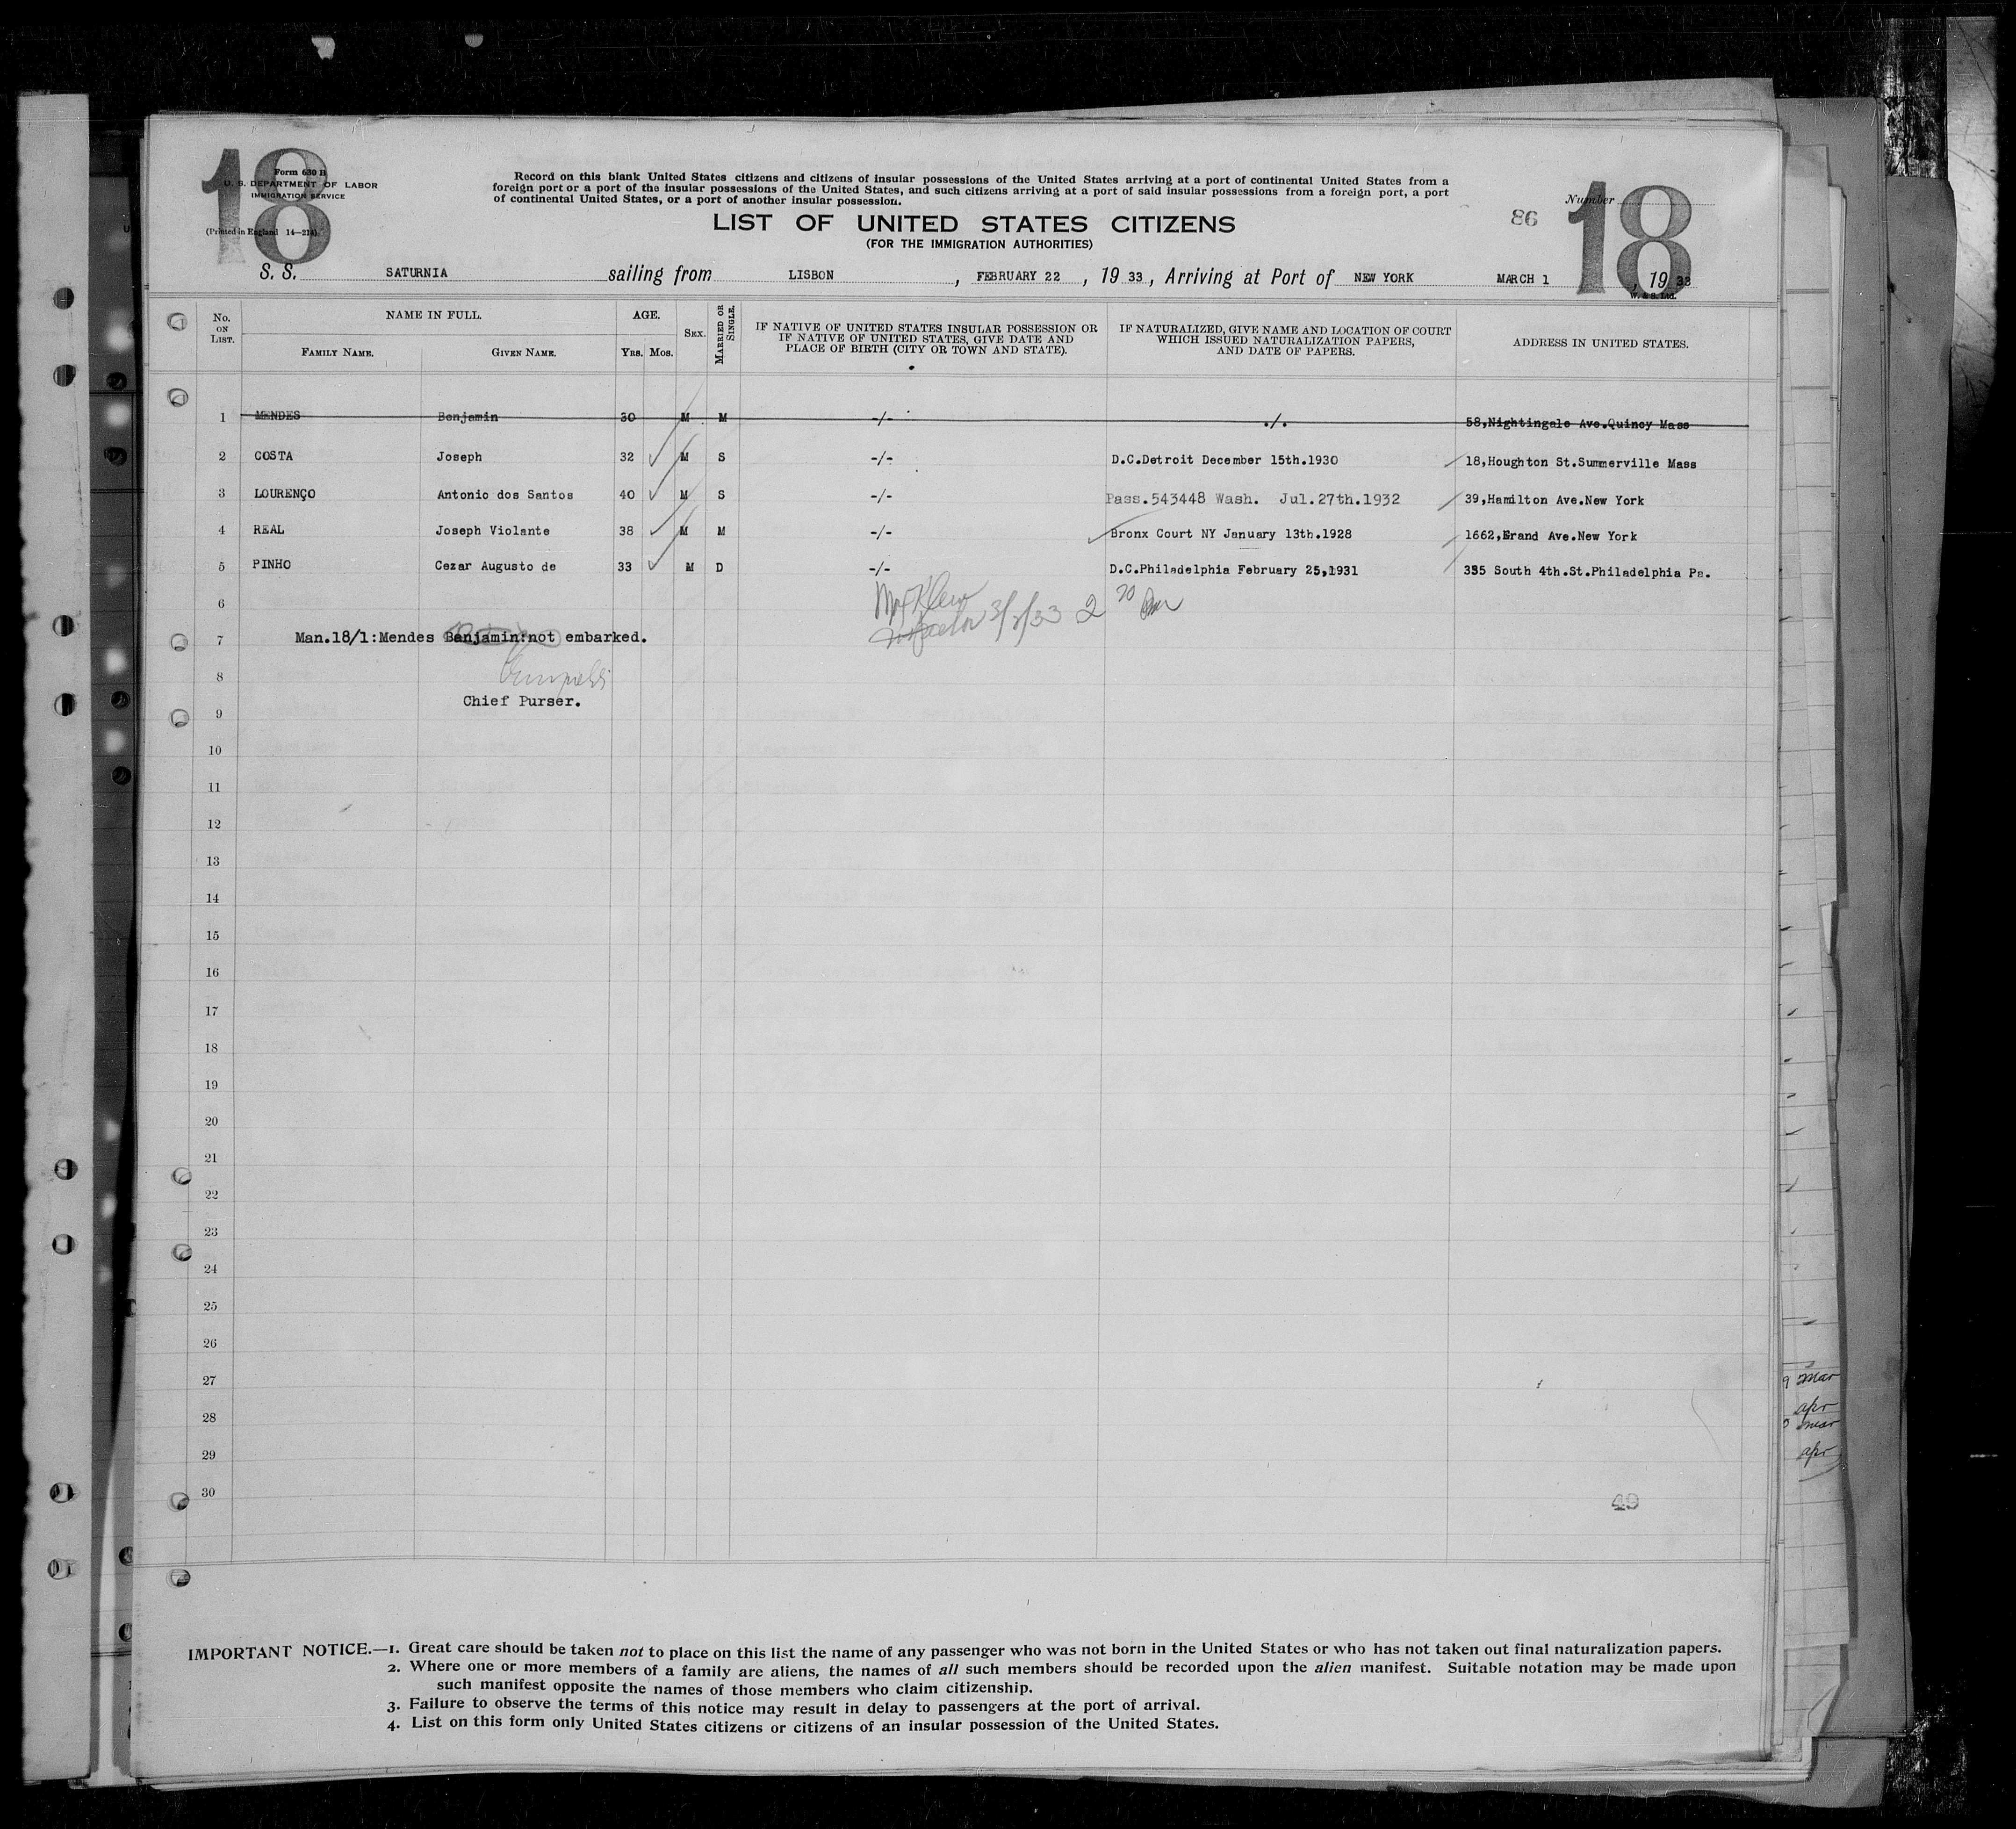 18
Form 630 B
U. S. DEPARTMENT OF LABOR
IMMIGRATION SERVICE
(Printed in England 14—214)
Record on this blank United States citizens and citizens of insular possessions of the United States arriving at a port of continental United States from a
foreign port or a port of the insular possessions of the United States, and such citizens arriving at a port of said insular possessions from a foreign port, a port
of continental United States, or a port of another insular possession.
LIST OF UNITED STATES CITIZENS
(FOR THE IMMIGRATION AUTHORITIES)
86
Number
18
S. S. SATURNIA sailing from LISBON, FEBRUARY 22, 1933, Arriving at Port of NEW YORK MARCH 1, 1933
W. & S. Ltd.
No. ON LIST. NAME IN FULL. AGE. SEX. MARRIED OR SINGLE. IF NATIVE OF UNITED STATES INSULAR POSSESSION OR IF NATIVE OF UNITED STATES, GIVE DATE AND PLACE OF BIRTH (CITY OR TOWN AND STATE). IF NATURALIZED, GIVE NAME AND LOCATION OF COURT WHICH ISSUED NATURALIZATION PAPERS, AND DATE OF PAPERS. ADDRESS IN UNITED STATES.
FAMILY NAME. GIVEN NAME. YRS. MOS.
1 MENDES Benjamin 30 M M -/- ./. 58,Nightingale Ave.Quincy Mass
2 COSTA Joseph 32 M S -/- D.C.Detroit December 15th.1930 18,Houghton St.Summerville Mass
3 LOURENÇO Antonio dos Santos 40 M S -/- Pass.543448 Wash. Jul.27th.1932 39,Hamilton Ave.New York
4 REAL Joseph Violante 38 M M -/- Bronx Court NY January 13th.1928 1662,Grand Ave.New York
5 PINHO Cezar Augusto de 33 M D -/- D.C.Philadelphia February 25,1931 335 South 4th.St.Philadelphia Pa.
6
7 Man.18/1:Mendes Benjamin:not embarked.
8
Chief Purser.
9
10
11
12
13
14
15
16
17
18
19
20
21
22
23
24
25
26
27
28
29
30
49
9 Mar
apr
mar
apr
IMPORTANT NOTICE.—1. Great care should be taken not to place on this list the name of any passenger who was not born in the United States or who has not taken out final naturalization papers.
2. Where one or more members of a family are aliens, the names of all such members should be recorded upon the alien manifest. Suitable notation may be made upon
such manifest opposite the names of those members who claim citizenship.
3. Failure to observe the terms of this notice may result in delay to passengers at the port of arrival.
4. List on this form only United States citizens or citizens of an insular possession of the United States.